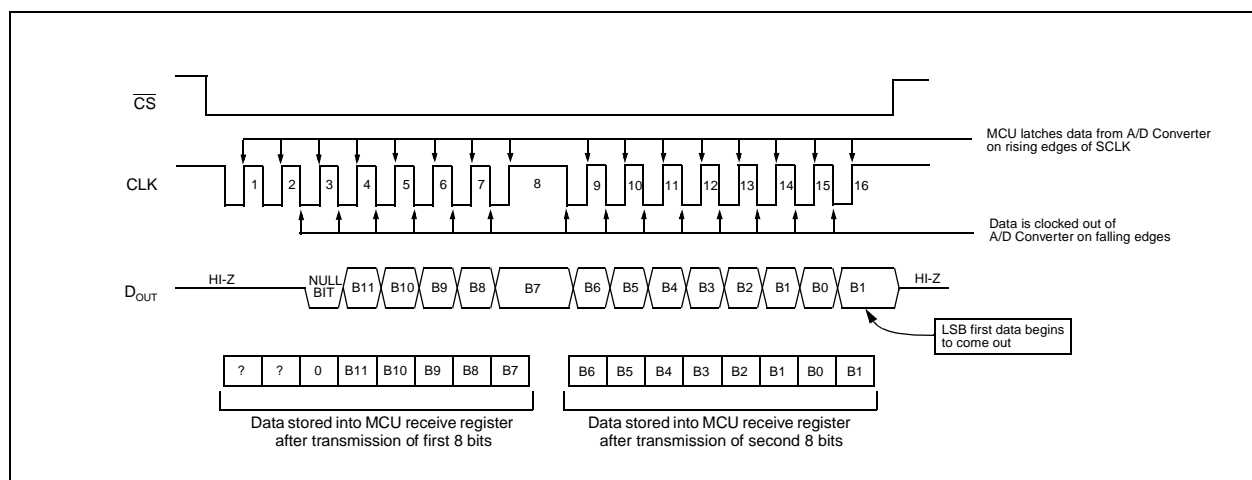 CS
MCU latches data from A/D Converter
on rising edges of SCLK
CLK
1 2 3 4 5 6 7 8 9 10 11 12 13 14 15 16
Data is clocked out of
A/D Converter on falling edges
HI-Z
DOUT
NULL
BIT
B11 B10 B9 B8 B7 B6 B5 B4 B3 B2 B1 B0 B1
HI-Z
LSB first data begins
to come out
? ? 0 B11 B10 B9 B8 B7
B6 B5 B4 B3 B2 B1 B0 B1
Data stored into MCU receive register
after transmission of first 8 bits
Data stored into MCU receive register
after transmission of second 8 bits